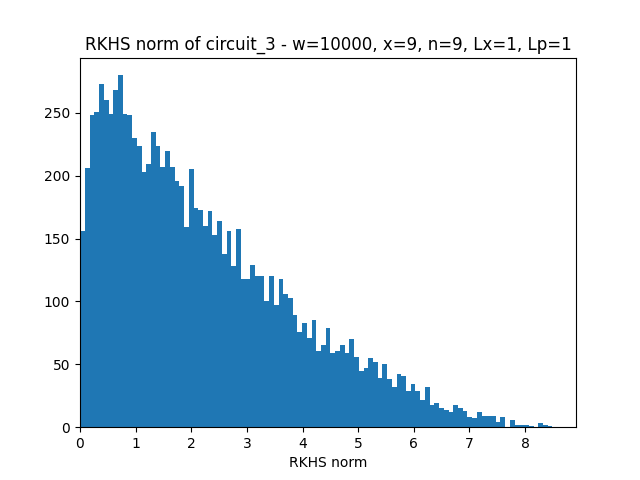 RKHS norm of circuit_3 - w=10000, x=9, n=9, Lx=1, Lp=1
250
200
150
100
50
0
0 1 2 3 4 5 6 7 8
RKHS norm